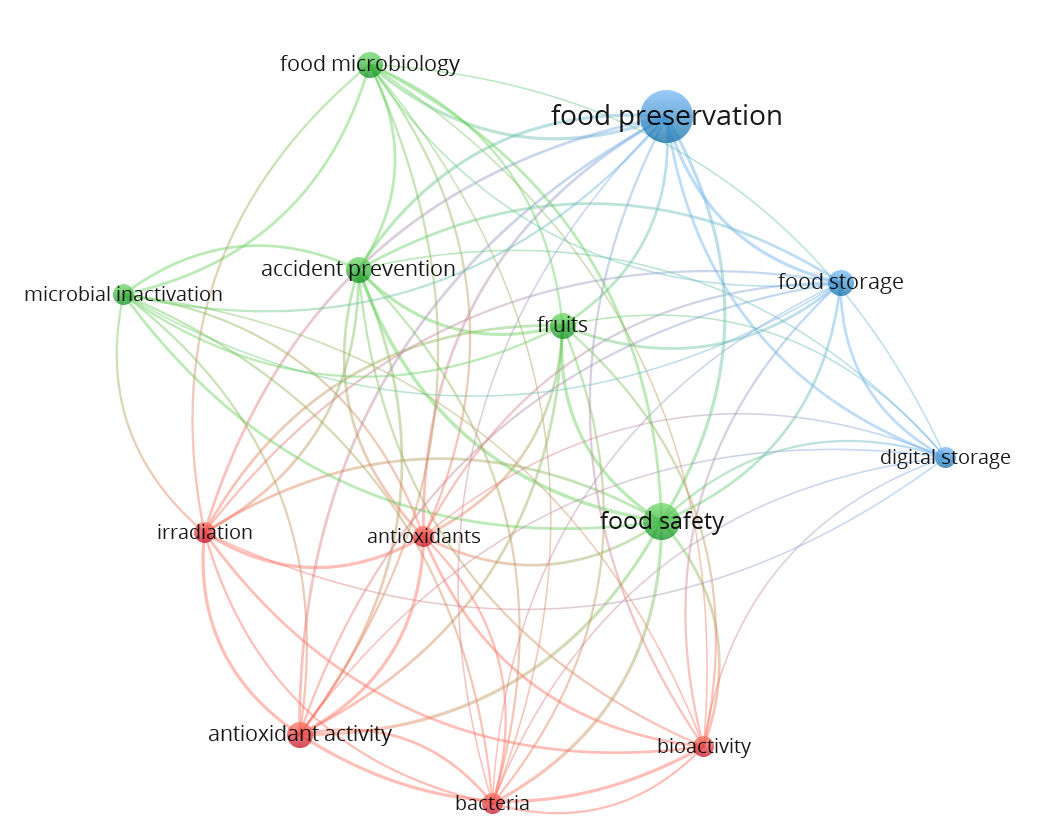 food microbiology
food preservation
accident prevention
food storage
microbial inactivation
fruits
digital storage
food safety
irradiation
antioxidants
antioxidant activity
bioactivity
bacteria